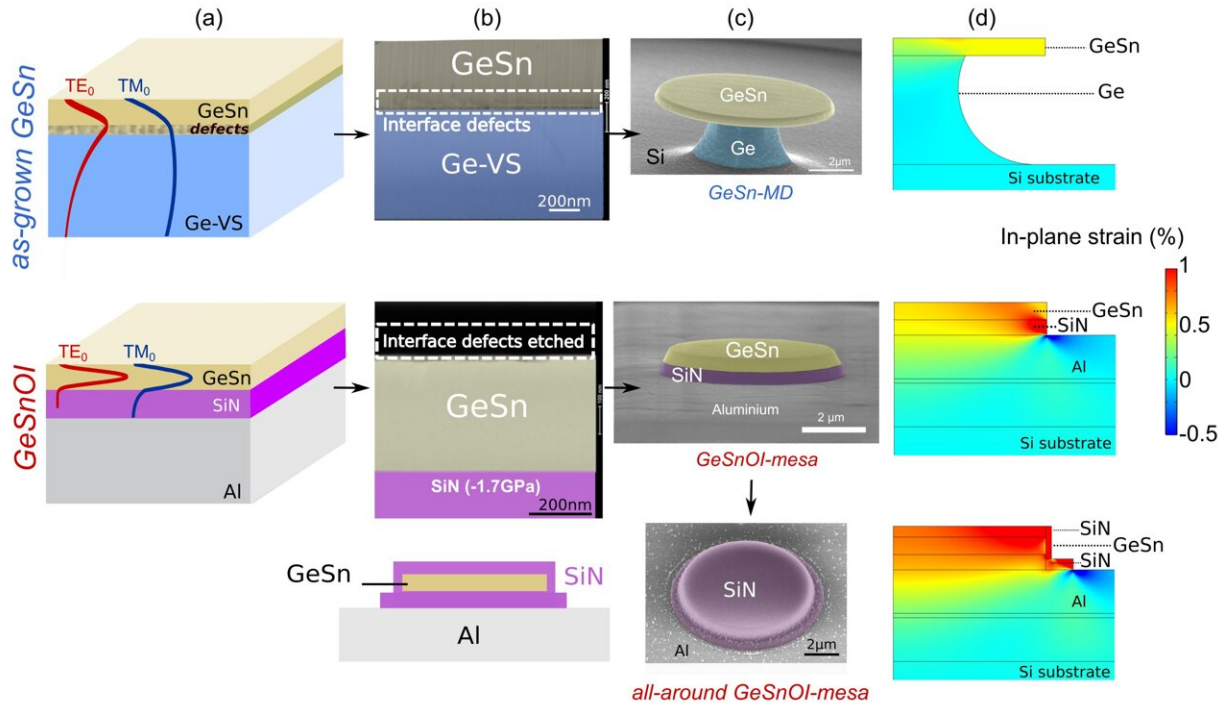 (a)
(b)
(c)
(d)
as-grown GeSn
TE0
TM0
GeSn
defects
Ge-VS
GeSn
Interface defects
Ge-VS
200nm
200 nm
GeSn
Ge
Si
2µm
GeSn-MD
GeSn
Ge
Si substrate
In-plane strain (%)
1
0.5
0
-0.5
GeSnOI
TE0
TM0
GeSn
SiN
Al
Interface defects etched
GeSn
SiN (-1.7GPa)
200nm
100 nm
GeSn
SiN
Aluminium
2 µm
GeSnOI-mesa
GeSn
SiN
Al
Si substrate
GeSn
SiN
Al
SiN
Al
2µm
all-around GeSnOI-mesa
SiN
GeSn
SiN
Al
Si substrate